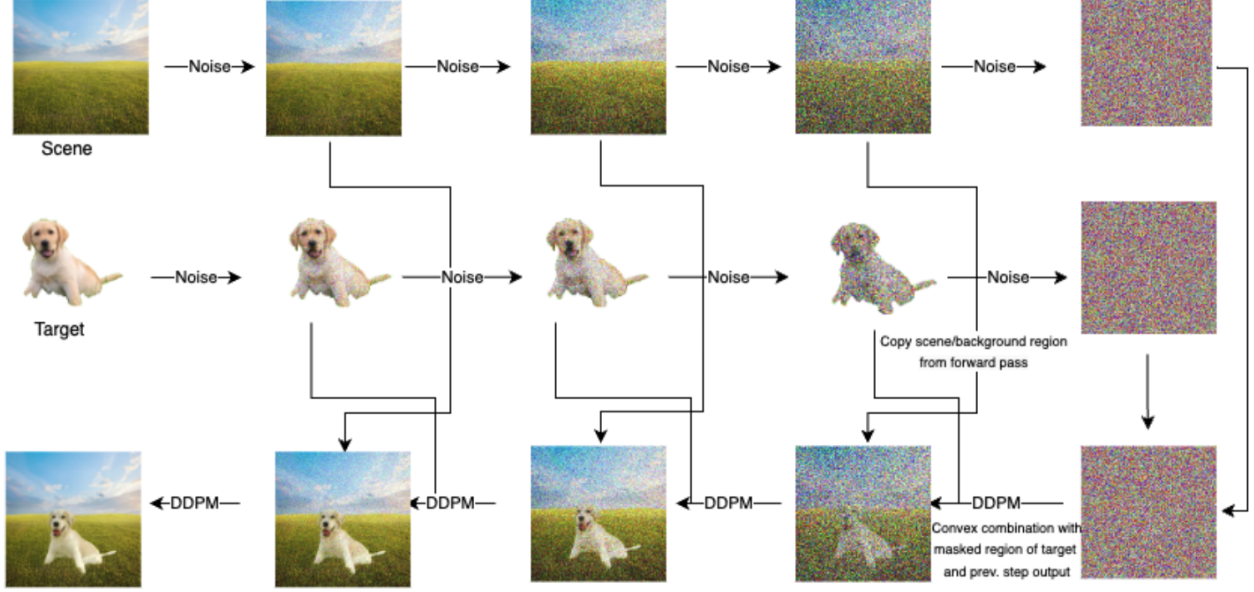 Noise
Noise
Noise
Noise
Scene
Noise
Noise
Noise
Noise
Target
Copy scene/background region
from forward pass
DDPM
DDPM
DDPM
DDPM
Convex combination with
masked region of target
and prev. step output